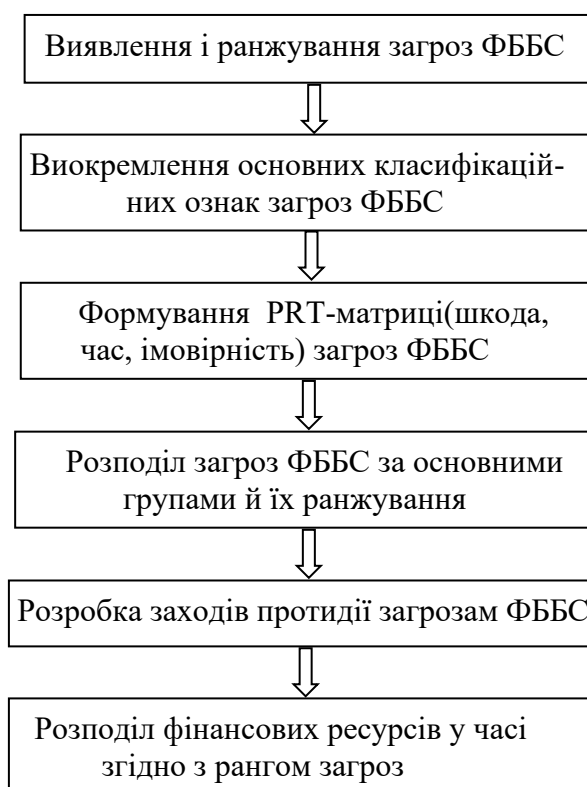 Виявлення і ранжування загроз ФББС
Виокремлення основних класифікацій-
них ознак загроз ФББС
Формування PRT-матриці(шкода,
час, імовірність) загроз ФББС
Розподіл загроз ФББС за основними
групами й їх ранжування
Розробка заходів протидії загрозам ФББС
Розподіл фінансових ресурсів у часі
згідно з рангом загроз